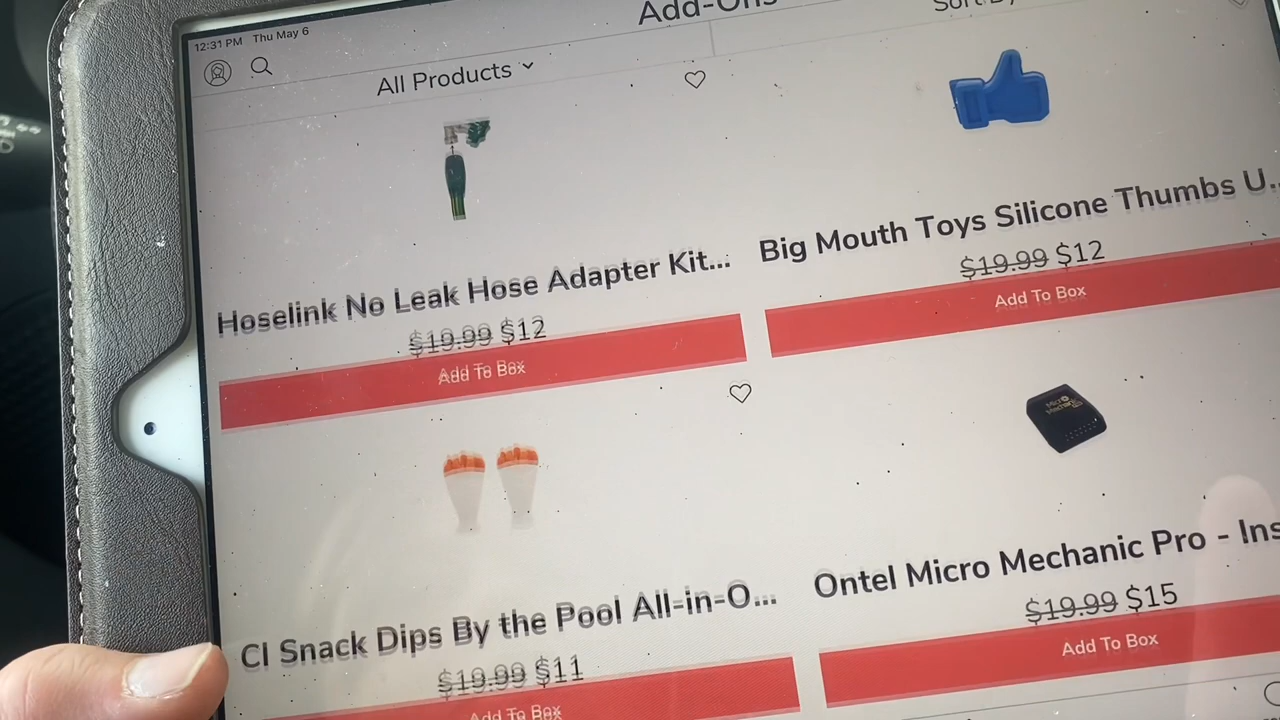 12:31 PM Thu May 6
Add-Ons
All Products
Hoselink No Leak Hose Adapter Kit...
$19.99 $12
Add To Box
Big Mouth Toys Silicone Thumbs U...
$19.99 $12
Add To Box
Micro Mechanic
CI Snack Dips By the Pool All-in-O...
$19.99 $11
Add To Box
Ontel Micro Mechanic Pro - Ins
$19.99 $15
Add To Box